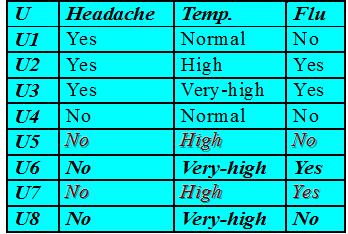 U Headache Temp. Flu
U1 Yes Normal No
U2 Yes High Yes
U3 Yes Very-high Yes
U4 No Normal No
U5 No High No
U6 No Very-high Yes
U7 No High Yes
U8 No Very-high No